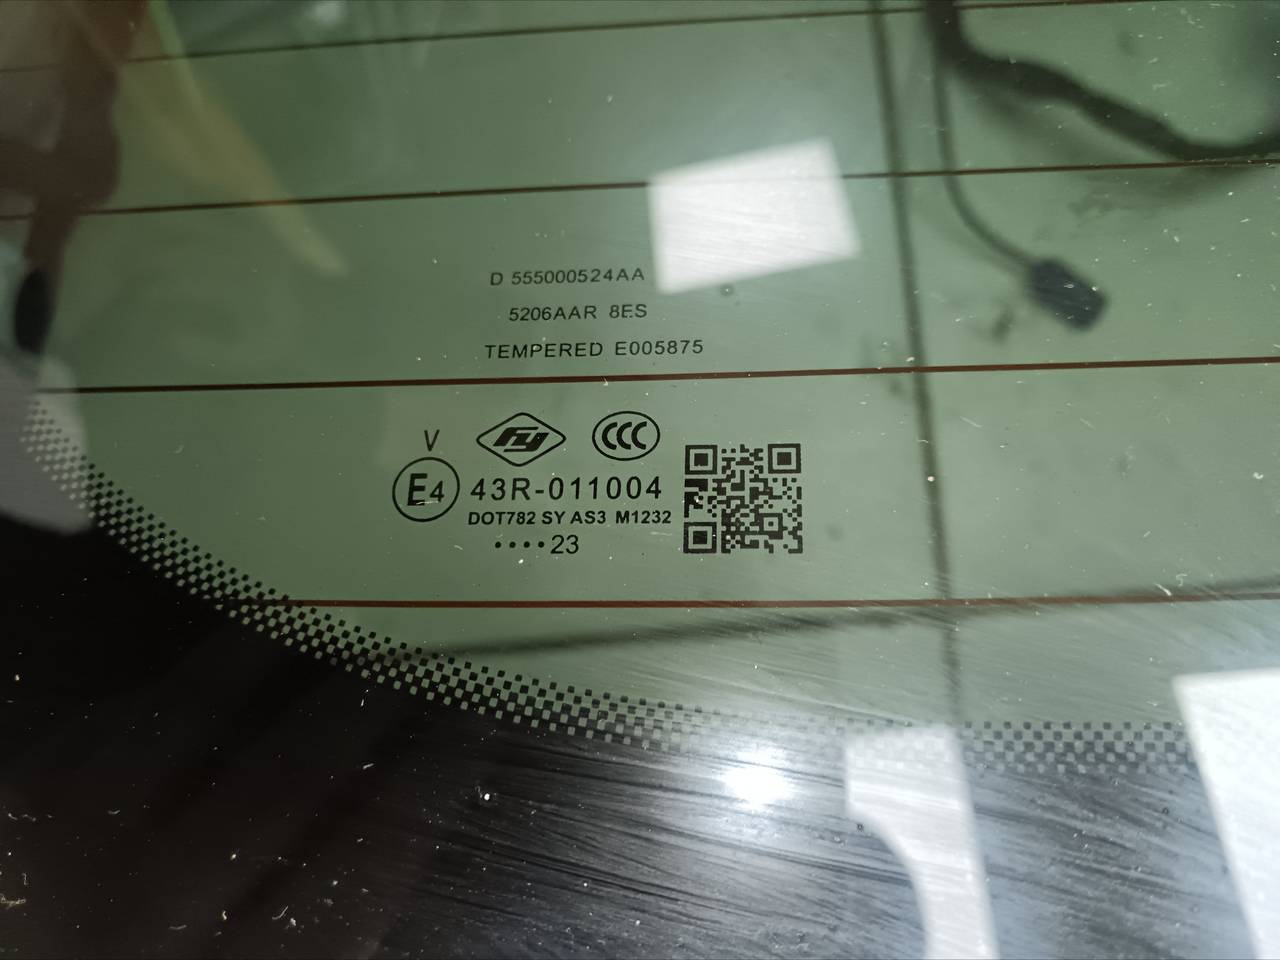 D 555000524AA
5206AAR 8ES
TEMPERED E005875
V
FY
CCC
E4 43R-011004
DOT782 SY AS3 M1232
••••23